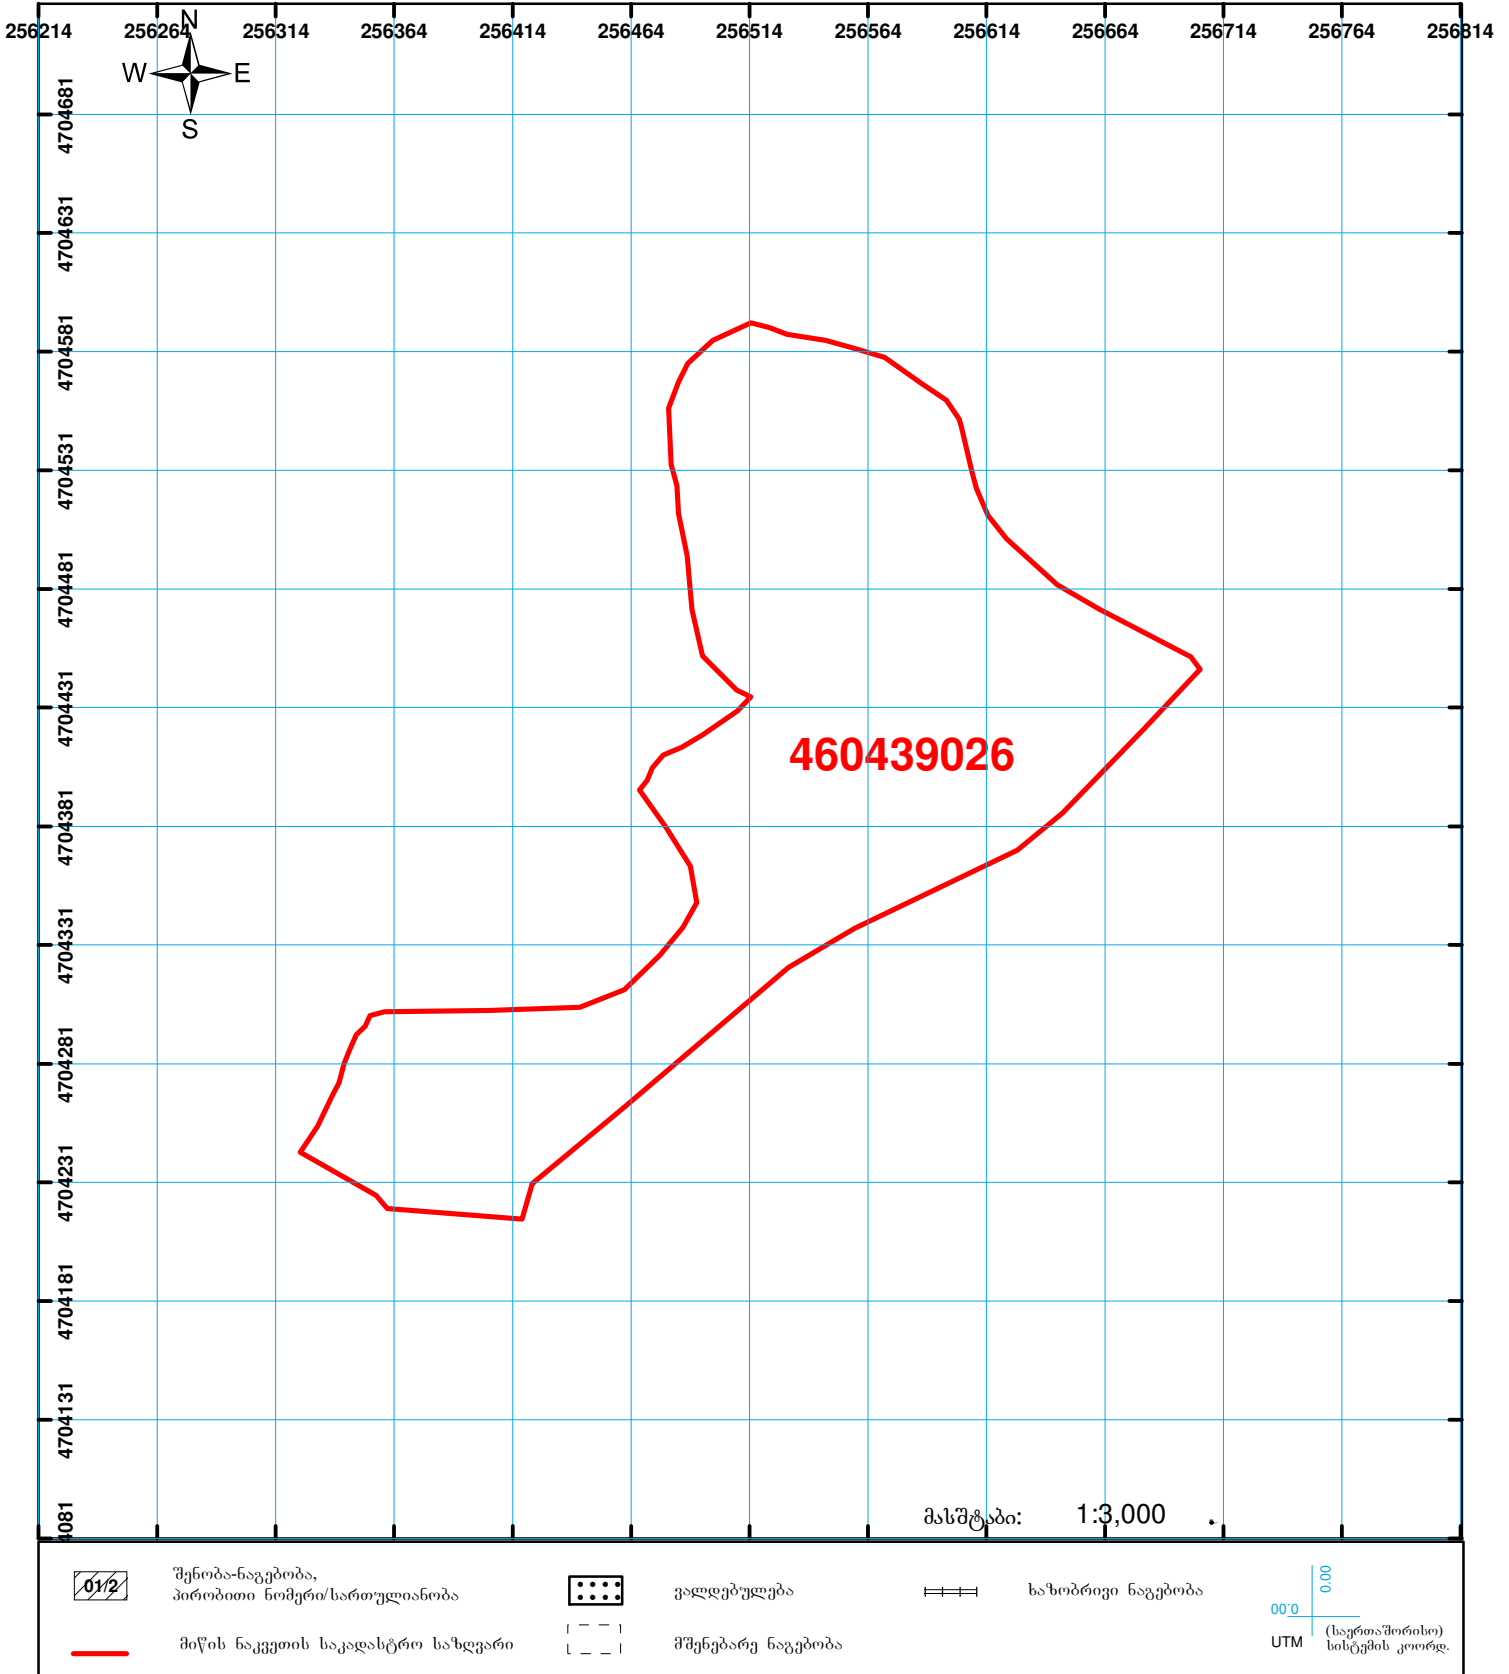 256214 256264 256314 256364 256414 256464 256514 256564 256614 256664 256714 256764 256814
N
W E
S
4704681
4704631
4704581
4704531
4704481
4704431
460439026
4704381
4704331
4704281
4704231
4704181
4704131
4081
მასშტაბი: 1:3,000
01/2
შენობა-ნაგებობა,
პირობითი ნომერი/სართულიანობა
ვალდებულება
ხაზობრივი ნაგებობა
00.0
00.0
მიწის ნაკვეთის საკადასტრო საზღვარი
მშენებარე ნაგებობა
UTM (საერთაშორისო)
სისტემის კოორდ.